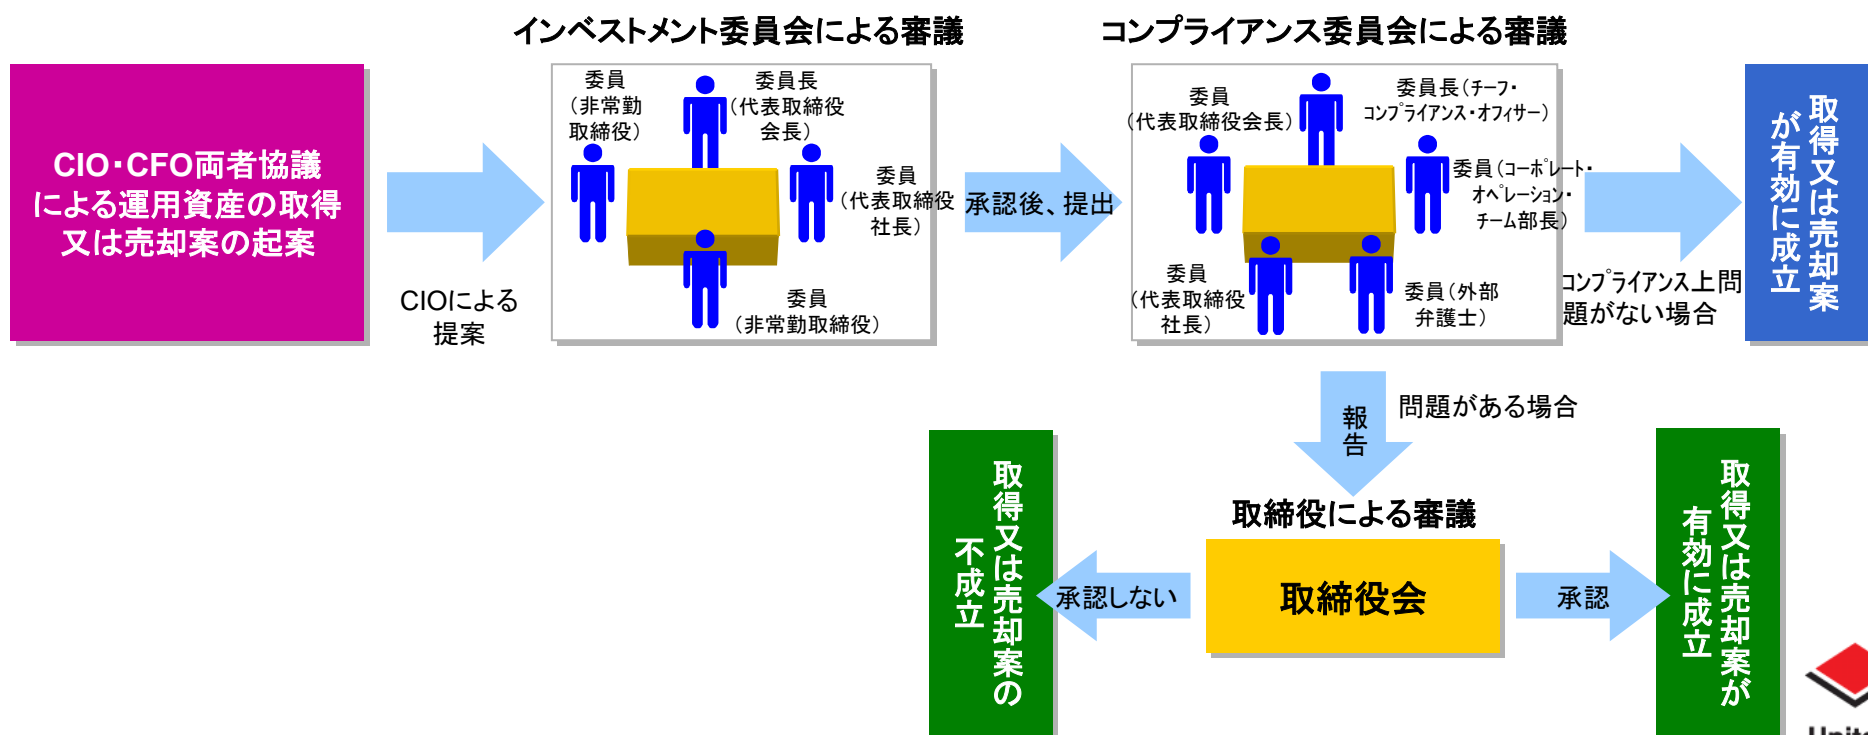 インベストメント委員会による審議
コンプライアンス委員会による審議
CIO・CFO両者協議
による運用資産の取得
又は売却案の起案
CIOによる
提案
委員
（非常勤
取締役）
委員長
（代表取締役
会長）
委員
（代表取締役
社長）
委員
（非常勤取締役）
承認後、提出
委員
（代表取締役会長）
委員長（チーフ・
コンプライアンス・オフィサー）
委員（コーポレート・
オペレーション・
チーム部長）
委員
（代表取締役
社長）
委員（外部
弁護士）
コンプライアンス上問
題がない場合
取得又は売却案
が有効に成立
報告
問題がある場合
取締役による審議
取締役会
承認しない
承認
取得又は売却案の
不成立
取得又は売却案が
有効に成立